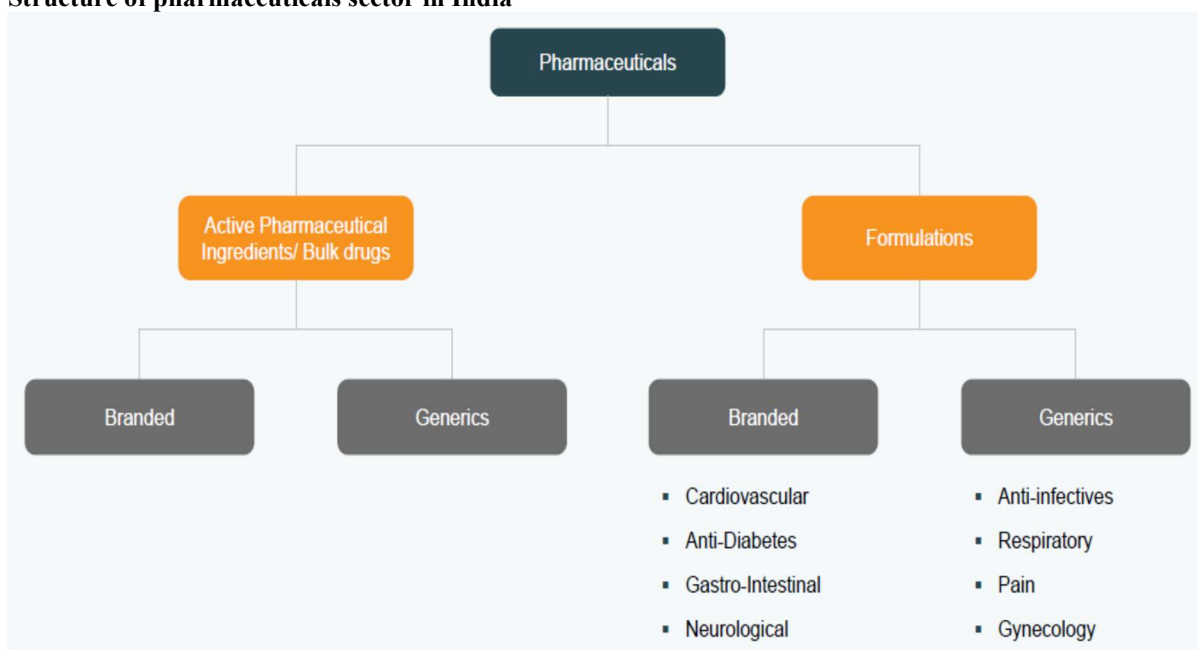 Structure of pharmaceuticals sector in India
Pharmaceuticals
Active Pharmaceutical
Ingredients/ Bulk drugs
Formulations
Branded
Generics
Branded
Generics
▪ Cardiovascular
▪ Anti-Diabetes
▪ Gastro-Intestinal
▪ Neurological
▪ Anti-infectives
▪ Respiratory
▪ Pain
▪ Gynecology